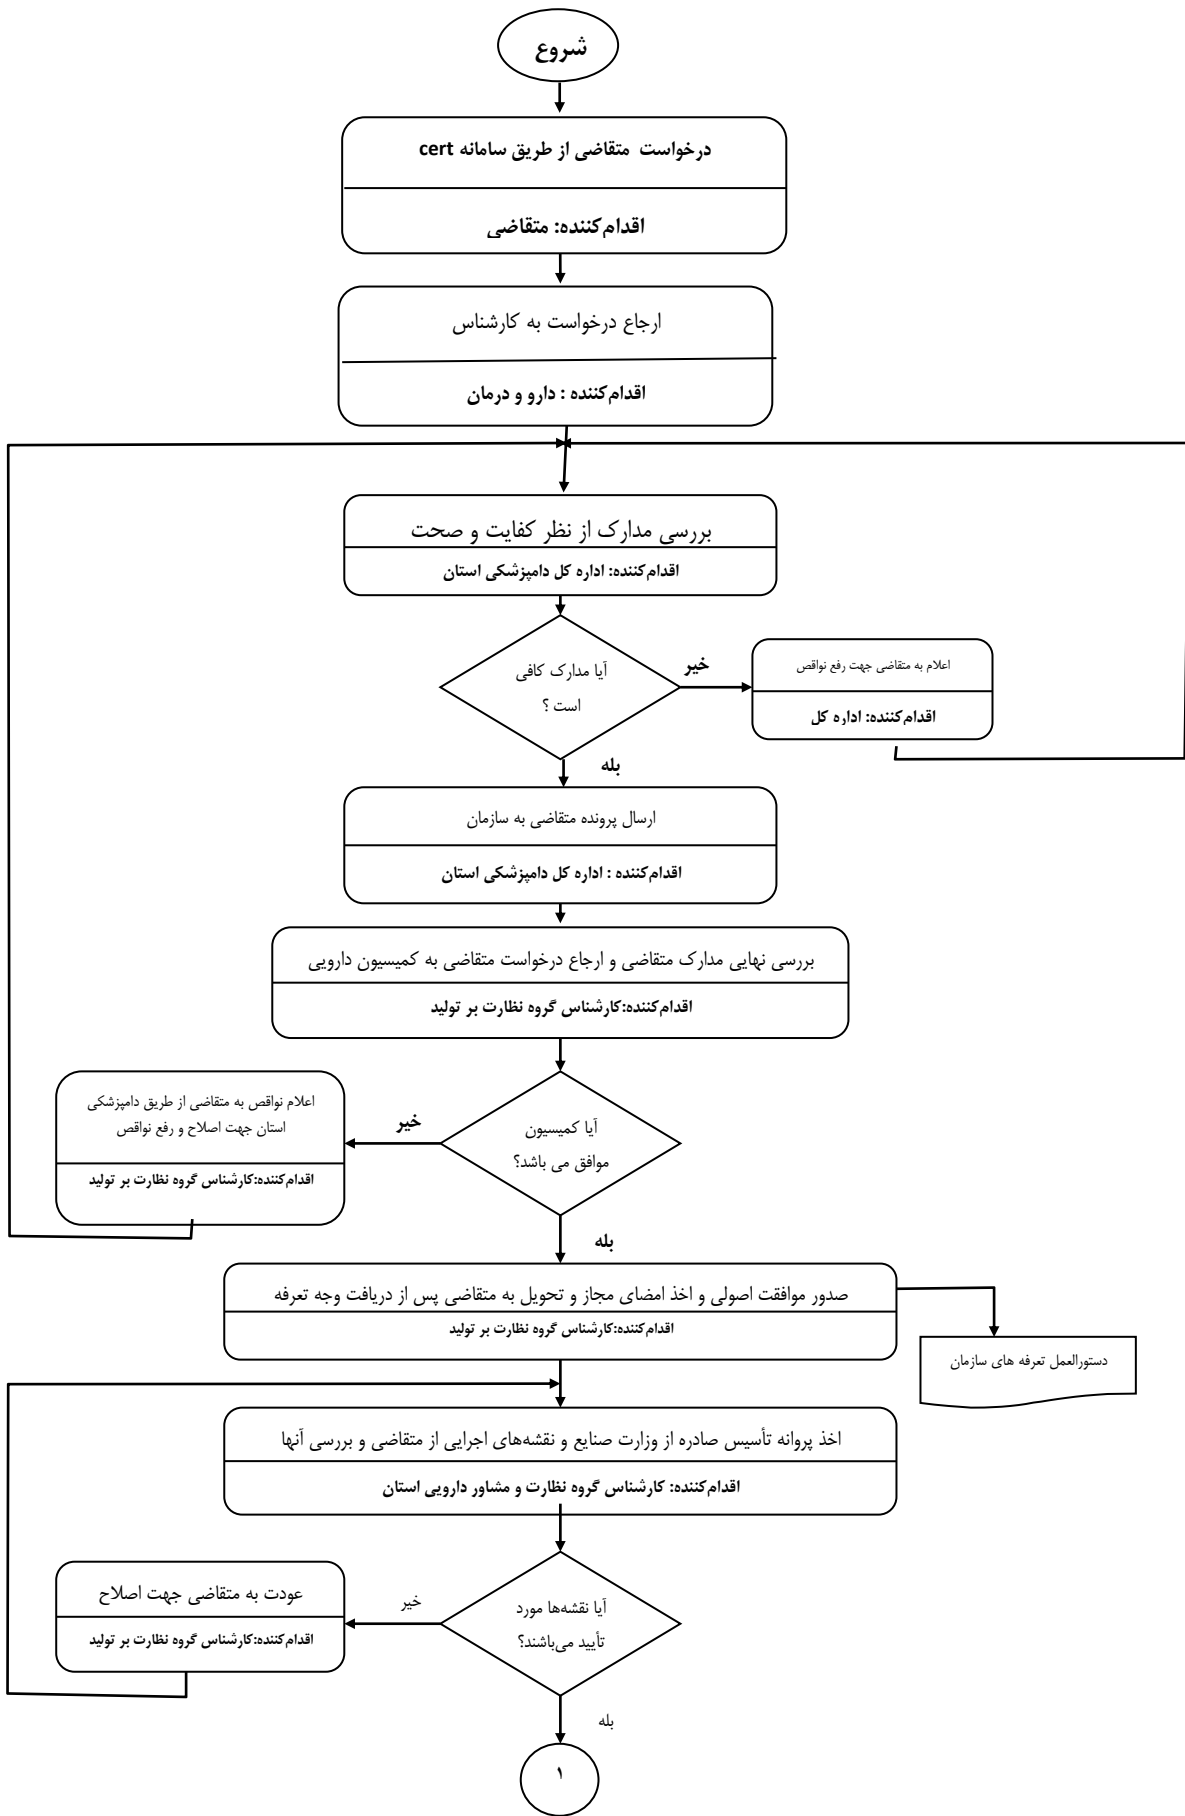 شروع
درخواست متقاضی از طریق سامانه cert
اقدام‌کننده: متقاضی
ارجاع درخواست به کارشناس
اقدام‌کننده : دارو و درمان
بررسی مدارک از نظر کفایت و صحت
اقدام‌کننده: اداره کل دامپزشکی استان
آیا مدارک کافی
است ؟
خیر
اعلام به متقاضی جهت رفع نواقص
اقدام‌کننده: اداره کل
بله
ارسال پرونده متقاضی به سازمان
اقدام‌کننده : اداره کل دامپزشکی استان
بررسی نهایی مدارک متقاضی و ارجاع درخواست متقاضی به کمیسیون دارویی
اقدام‌کننده:کارشناس گروه نظارت بر تولید
آیا کمیسیون
موافق می باشد؟
خیر
اعلام نواقص به متقاضی از طریق دامپزشکی
استان جهت اصلاح و رفع نواقص
اقدام‌کننده:کارشناس گروه نظارت بر تولید
بله
صدور موافقت اصولی و اخذ امضای مجاز و تحویل به متقاضی پس از دریافت وجه تعرفه
اقدام‌کننده:کارشناس گروه نظارت بر تولید
دستورالعمل تعرفه های سازمان
اخذ پروانه تأسیس صادره از وزارت صنایع و نقشه‌های اجرایی از متقاضی و بررسی آنها
اقدام‌کننده: کارشناس گروه نظارت و مشاور دارویی استان
آیا نقشه‌ها مورد
تأیید می‌باشند؟
خیر
عودت به متقاضی جهت اصلاح
اقدام‌کننده:کارشناس گروه نظارت بر تولید
بله
۱